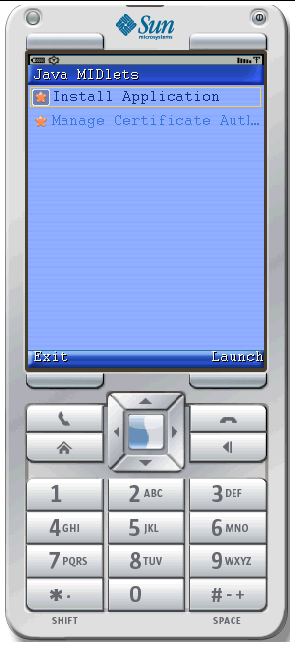 Sun
microsystems
Java MIDlets
Install Application
Manage Certificate Autl...
Exit
Launch
1
2 ABC
3 DEF
4 GHI
5 JKL
6 MNO
7 PQRS
8 TUV
9 WXYZ
* .
0
# - +
SHIFT
SPACE